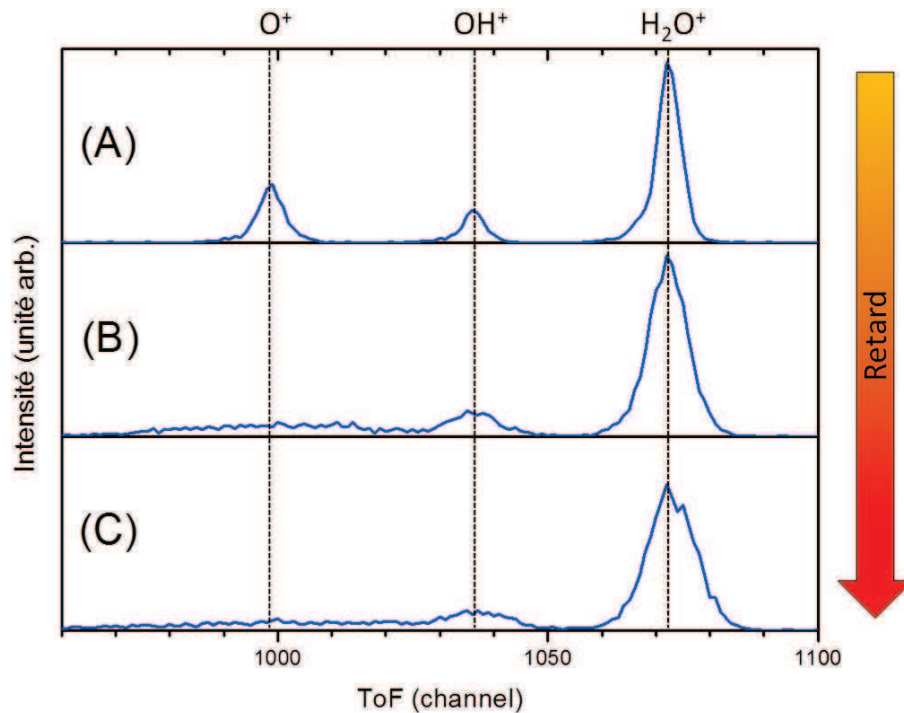 O⁺ OH⁺ H₂O⁺
(A)
(B)
(C)
Intensité (unité arb.)
Retard
1000 1050 1100
ToF (channel)